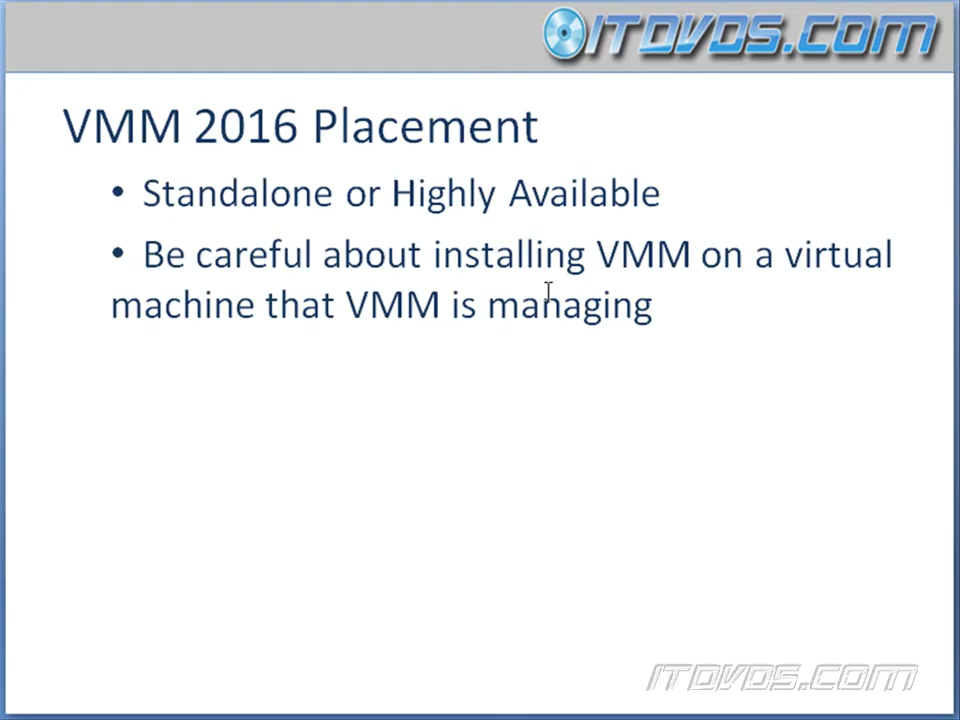 ITDVDS.COM
VMM 2016 Placement
• Standalone or Highly Available
• Be careful about installing VMM on a virtual
machine that VMM is managing
ITDVDS.COM